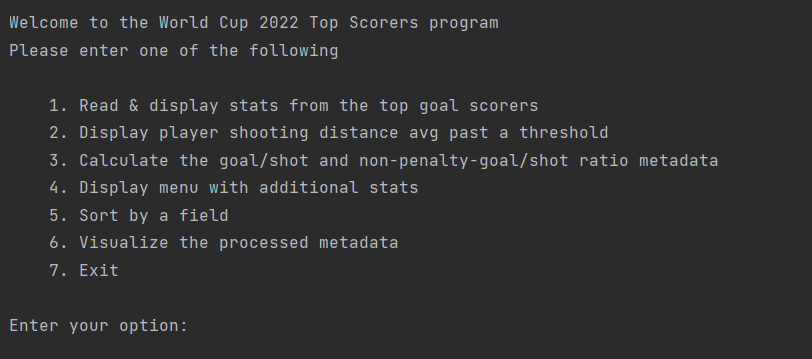 Welcome to the World Cup 2022 Top Scorers program
Please enter one of the following
1. Read & display stats from the top goal scorers
2. Display player shooting distance avg past a threshold
3. Calculate the goal/shot and non-penalty-goal/shot ratio metadata
4. Display menu with additional stats
5. Sort by a field
6. Visualize the processed metadata
7. Exit
Enter your option: